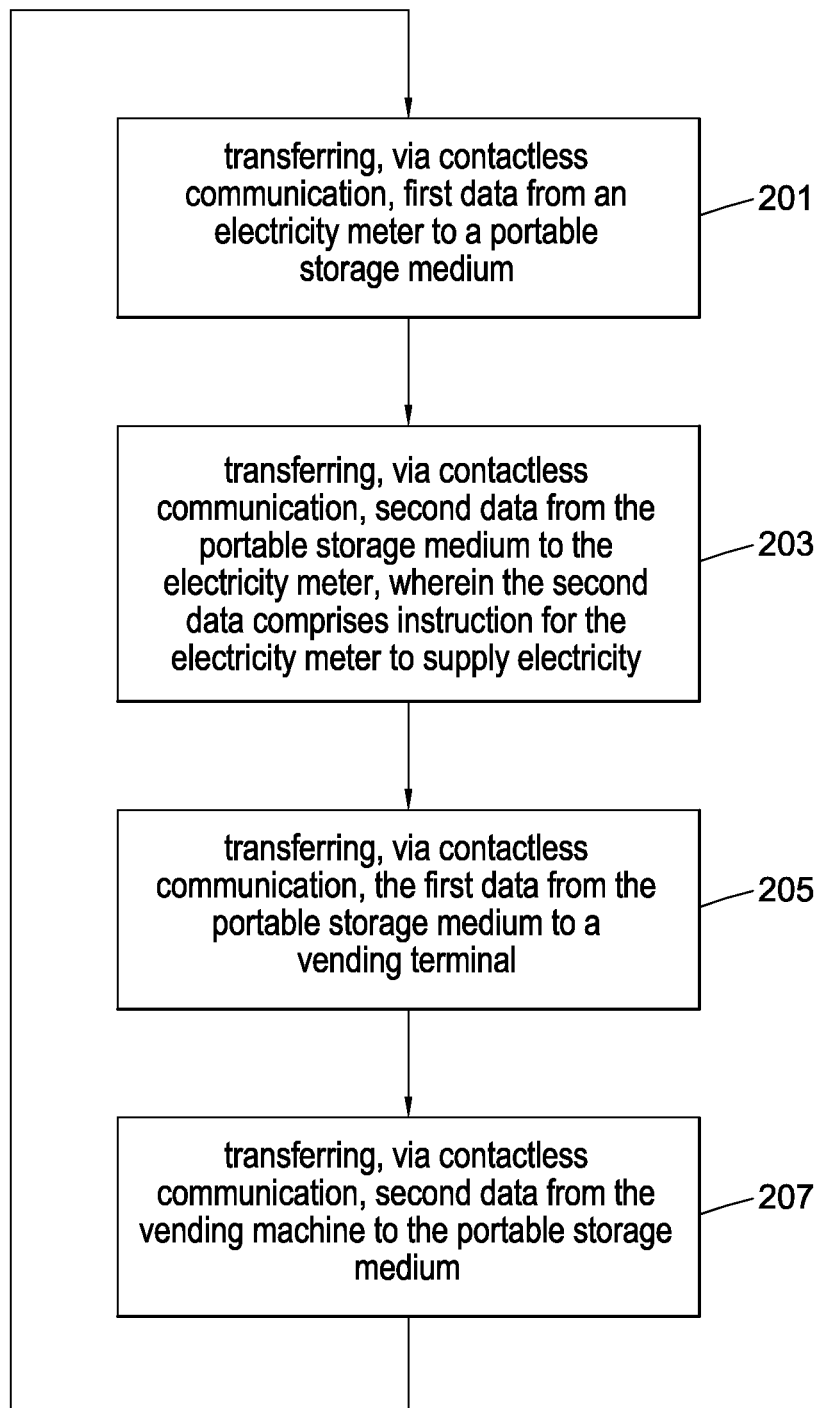 transferring, via contactless
communication, first data from an
electricity meter to a portable
storage medium
201
transferring, via contactless
communication, second data from the
portable storage medium to the
electricity meter, wherein the second
data comprises instruction for the
electricity meter to supply electricity
203
transferring, via contactless
communication, the first data from the
portable storage medium to a
vending terminal
205
transferring, via contactless
communication, second data from the
vending machine to the portable storage
medium
207